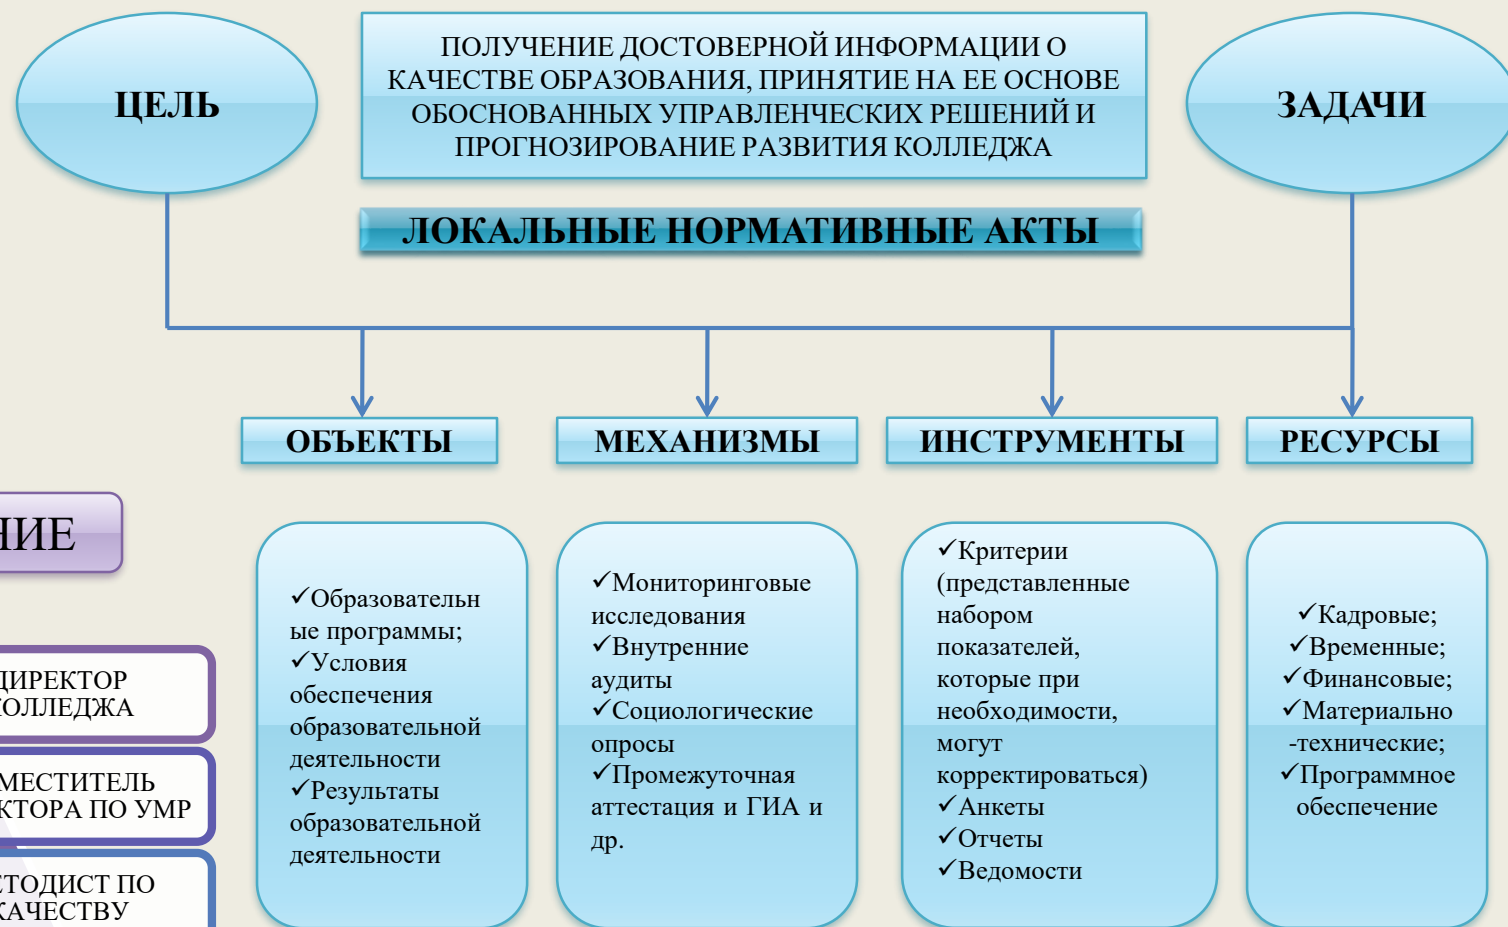 ЦЕЛЬ
ПОЛУЧЕНИЕ ДОСТОВЕРНОЙ ИНФОРМАЦИИ О
КАЧЕСТВЕ ОБРАЗОВАНИЯ, ПРИНЯТИЕ НА ЕЕ ОСНОВЕ
ОБОСНОВАННЫХ УПРАВЛЕНЧЕСКИХ РЕШЕНИЙ И
ПРОГНОЗИРОВАНИЕ РАЗВИТИЯ КОЛЛЕДЖА
ЗАДАЧИ
ЛОКАЛЬНЫЕ НОРМАТИВНЫЕ АКТЫ
ОБЪЕКТЫ
МЕХАНИЗМЫ
ИНСТРУМЕНТЫ
РЕСУРСЫ
НИЕ
ДИРЕКТОР
КОЛЛЕДЖА
МЕСТИТЕЛЬ
КТОРА ПО УМР
ЕТОДИСТ ПО
КАЧЕСТВУ
✓Образовательн
ые программы;
✓Условия
обеспечения
образовательной
деятельности
✓Результаты
образовательной
деятельности
✓Мониторинговые
исследования
✓Внутренние
аудиты
✓Социологические
опросы
✓Промежуточная
аттестация и ГИА и
др.
✓Критерии
(представленные
набором
показателей,
которые при
необходимости,
могут
корректироваться)
✓Анкеты
✓Отчеты
✓Ведомости
✓Кадровые;
✓Временные;
✓Финансовые;
✓Материально
-технические;
✓Программное
обеспечение